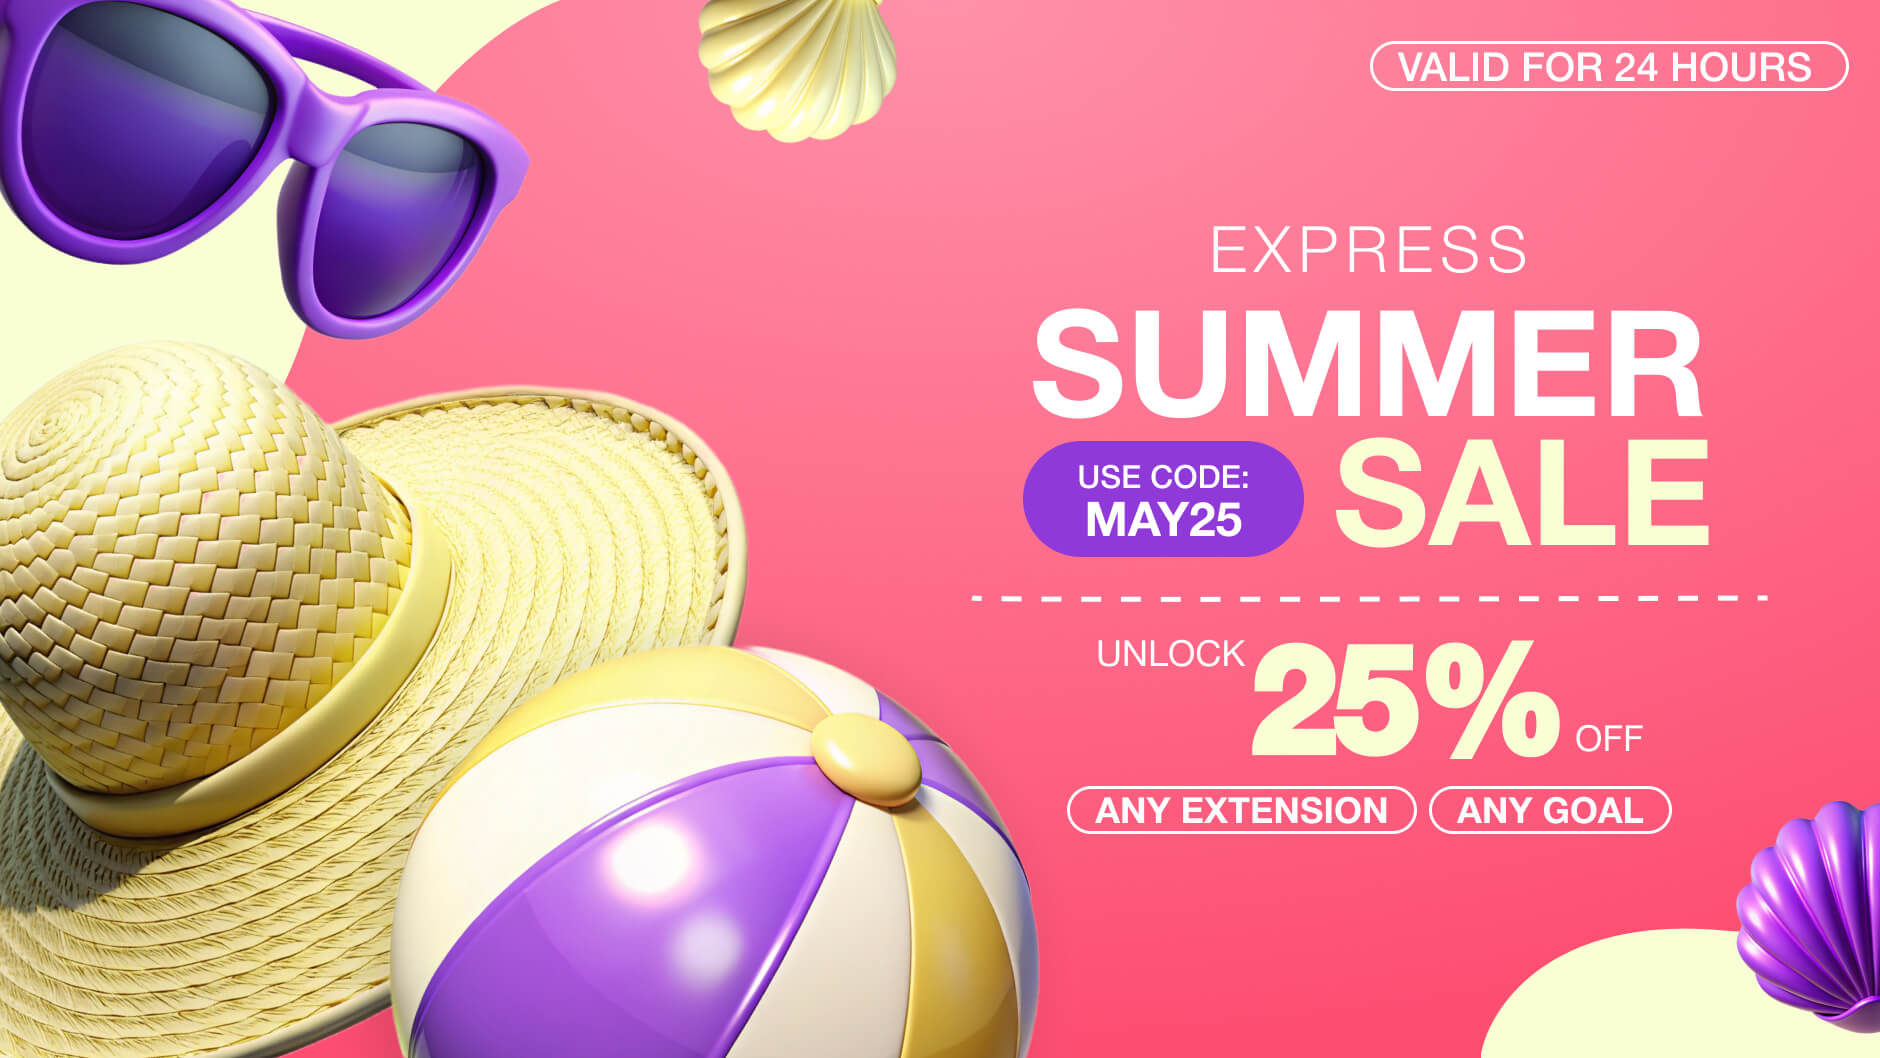 VALID FOR 24 HOURS
EXPRESS
SUMMER
SALE
USE CODE:
MAY25
UNLOCK
25%
OFF
ANY EXTENSION
ANY GOAL